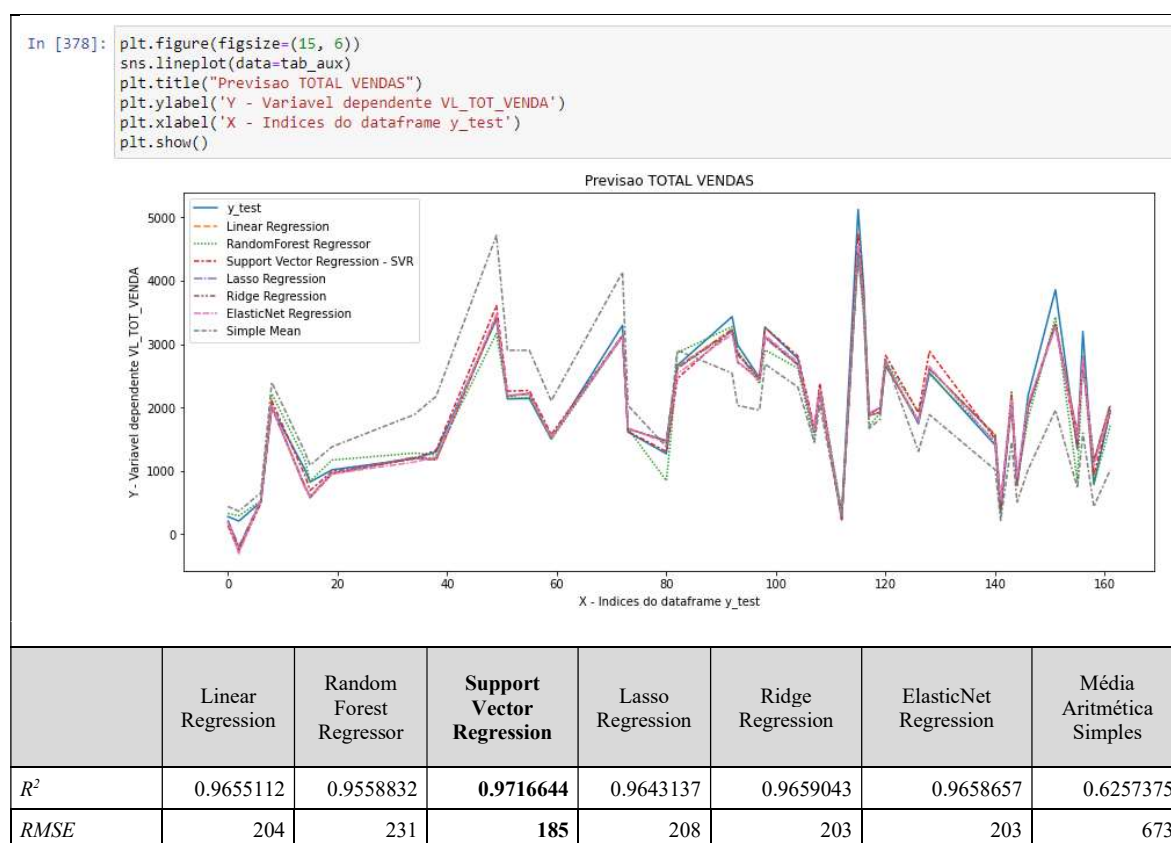 In [378]: plt.figure(figsize=(15, 6))
sns.lineplot(data=tab_aux)
plt.title("Previsao TOTAL VENDAS")
plt.ylabel('Y - Variavel dependente VL_TOT_VENDA')
plt.xlabel('X - Indices do dataframe y_test')
plt.show()
Previsao TOTAL VENDAS
y_test
Linear Regression
RandomForest Regressor
Support Vector Regression - SVR
Lasso Regression
Ridge Regression
ElasticNet Regression
Simple Mean
Y - Variavel dependente VL_TOT_VENDA
5000
4000
3000
2000
1000
0
0 20 40 60 80 100 120 140 160
X - Indices do dataframe y_test
Linear Regression Random Forest Regressor Support Vector Regression Lasso Regression Ridge Regression ElasticNet Regression Média Aritmética Simples
R² 0.9655112 0.9558832 0.9716644 0.9643137 0.9659043 0.9658657 0.6257375
RMSE 204 231 185 208 203 203 673